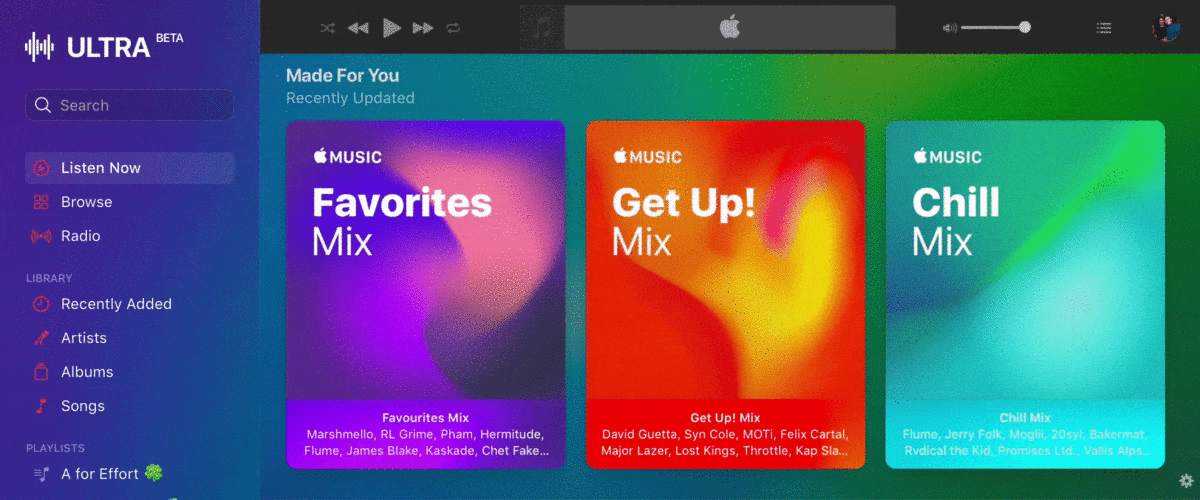 ULTRA BETA
Search
Listen Now
Browse
Radio
LIBRARY
Recently Added
Artists
Albums
Songs
PLAYLISTS
A for Effort 🍀
Made For You
Recently Updated
MUSIC
Favorites
Mix
Favourites Mix
Marshmello, RL Grime, Pham, Hermitude,
Flume, James Blake, Kaskade, Chet Fake...
MUSIC
Get Up!
Mix
Get Up! Mix
David Guetta, Syn Cole, MOTi, Felix Cartal,
Major Lazer, Lost Kings, Throttle, Kap Sla...
MUSIC
Chill
Mix
Chill Mix
Flume, Jerry Folk, Moglii, 20syl, Bakermat,
Rvdical the Kid, Promises Ltd., Vallis Alps...